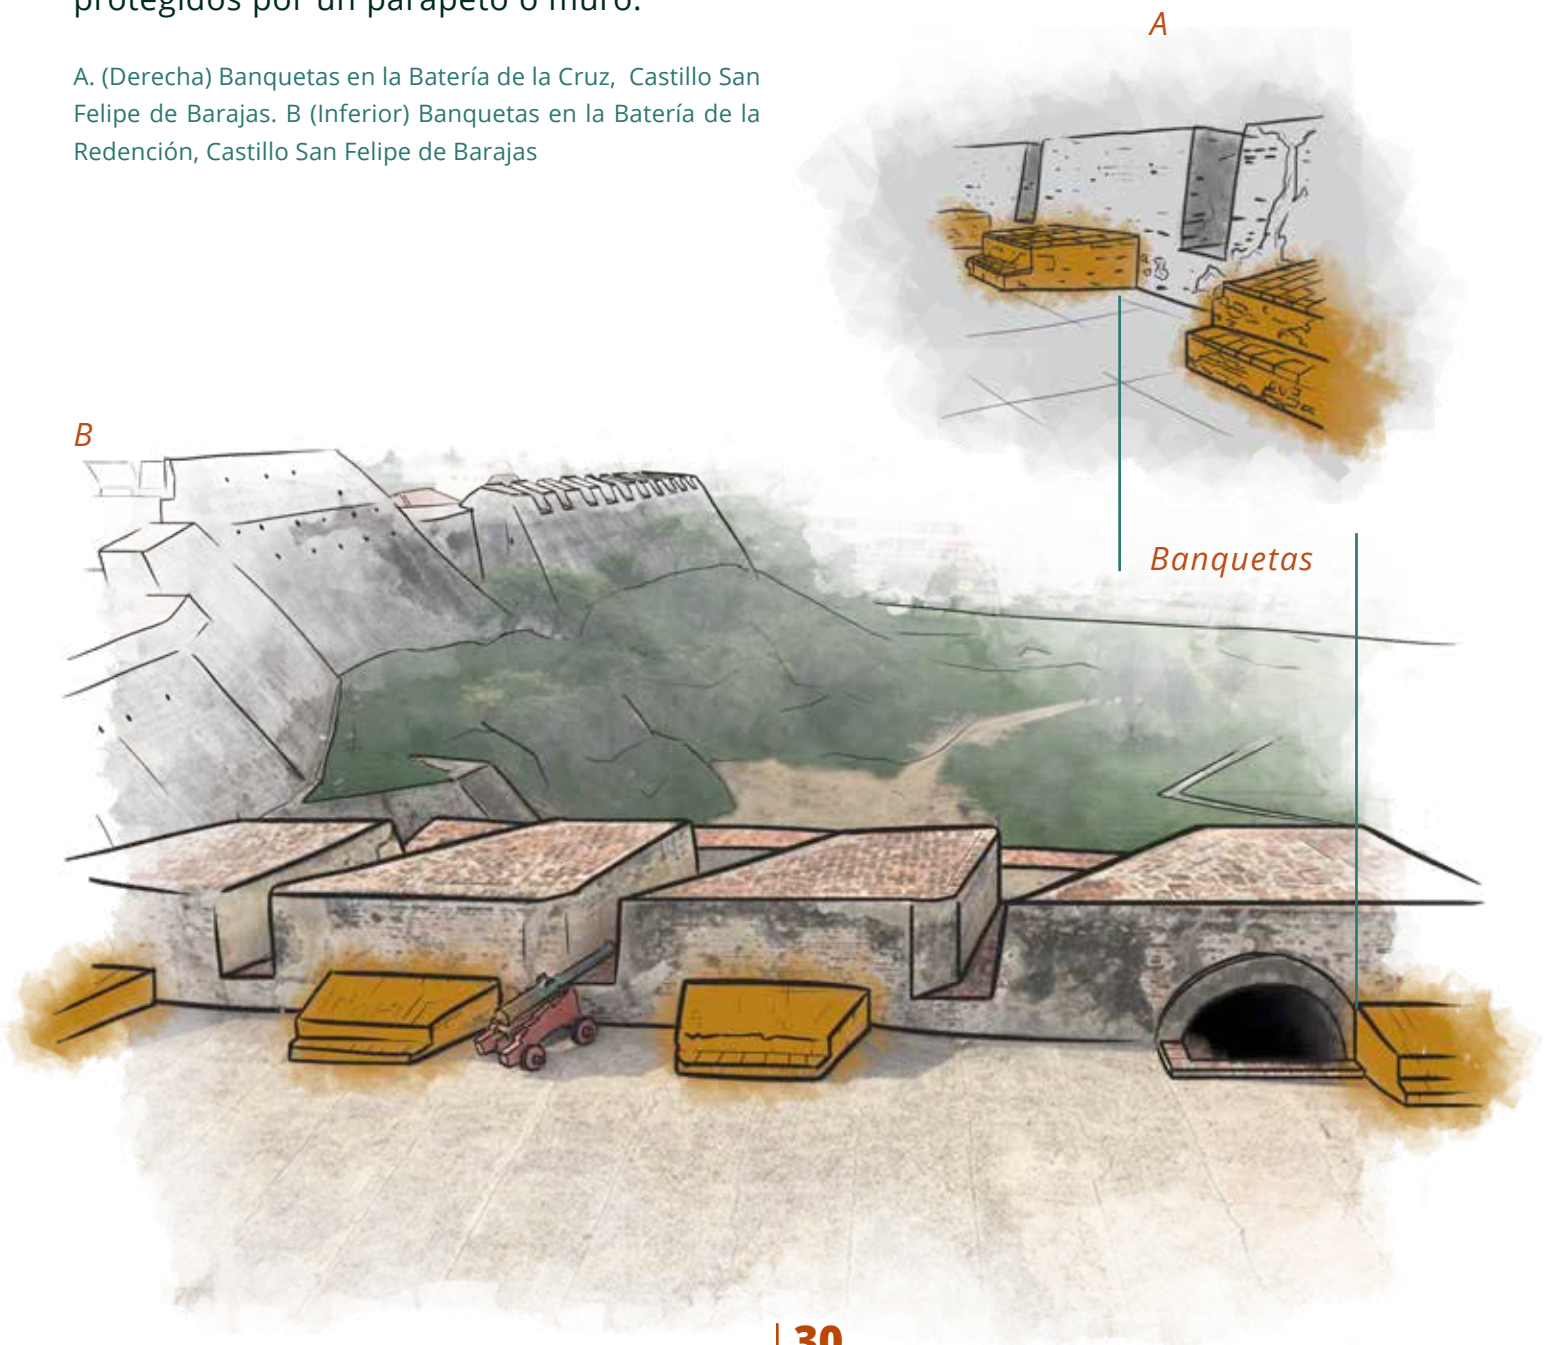 protegidos por un parapeto o muro.
A
A. (Derecha) Banquetas en la Batería de la Cruz, Castillo San
Felipe de Barajas. B (Inferior) Banquetas en la Batería de la
Redención, Castillo San Felipe de Barajas
B
Banquetas
30